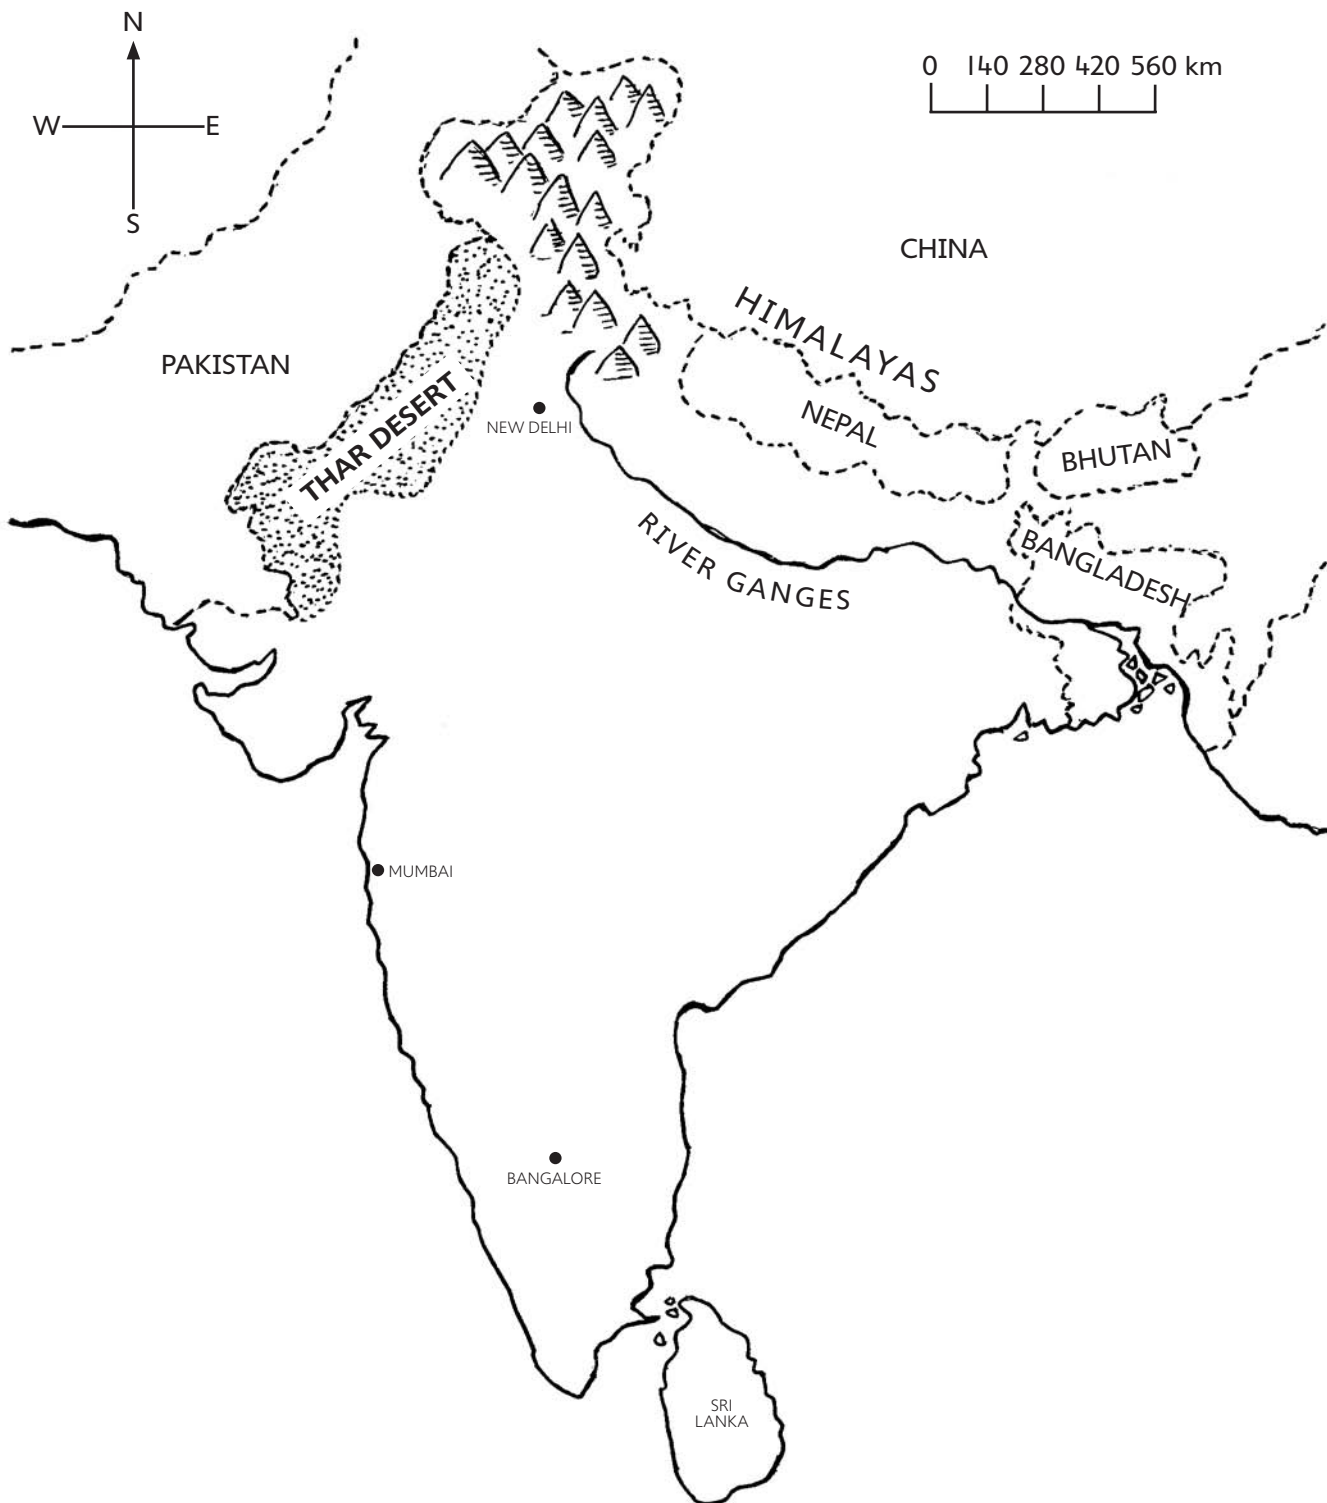 N
0 140 280 420 560 km
W E
S
CHINA
HIMALAYAS
PAKISTAN
THAR DESERT
NEW DELHI
NEPAL
BHUTAN
RIVER GANGES
BANGLADESH
MUMBAI
BANGALORE
SRI
LANKA